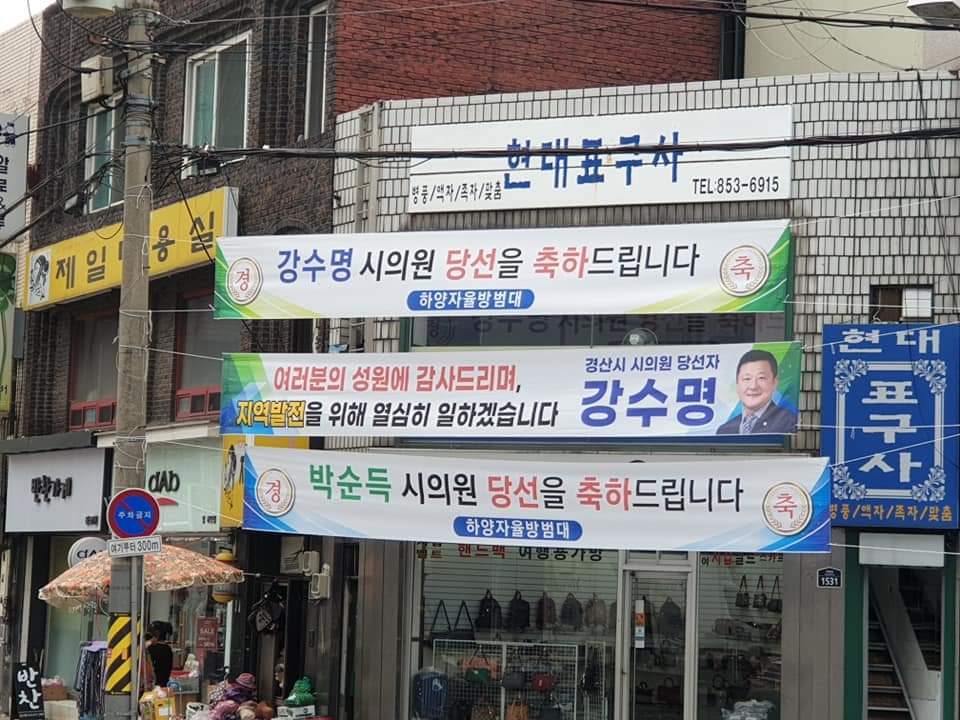 현대표구사
병풍/액자/족자/맞춤
TEL:853-6915
제일미용실
강수명 시의원 당선을 축하드립니다
경
축
하양자율방범대
여러분의 성원에 감사드리며,
지역발전을 위해 열심히 일하겠습니다
경산시 시의원 당선자
강수명
박순득 시의원 당선을 축하드립니다
경
축
하양자율방범대
현대
표구사
병풍/액자/족자/맞춤
반찬가게
주차금지
여기부터 300m
핸드백 여행용가방
1531
SALE
반찬